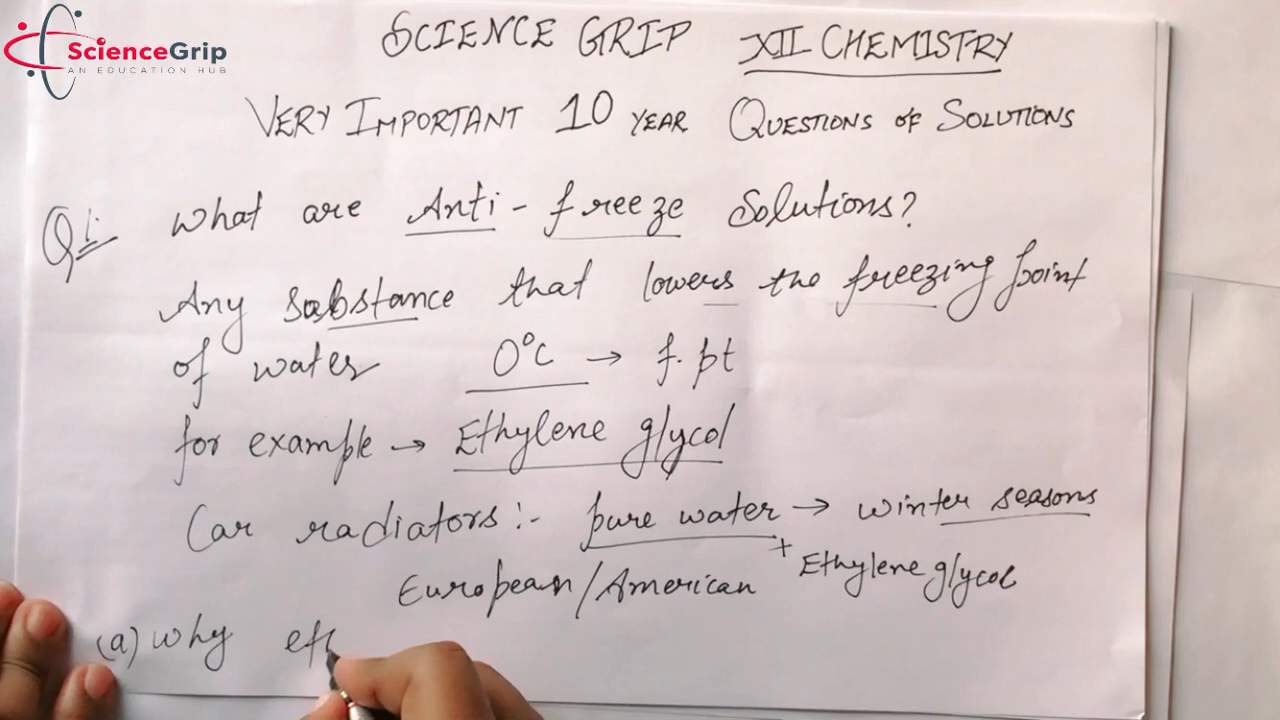 ScienceGrip
AN EDUCATION HUB
SCIENCE GRIP XII CHEMISTRY
VERY IMPORTANT 10 YEAR QUESTIONS OF SOLUTIONS
Q1: What are Anti-freeze Solutions?
Any substance that lowers the freezing point
of water 0°C → f.pt
for example → Ethylene glycol
Car radiators:- pure water → winter seasons
+ Ethylene glycol
European/American
(a) Why eth